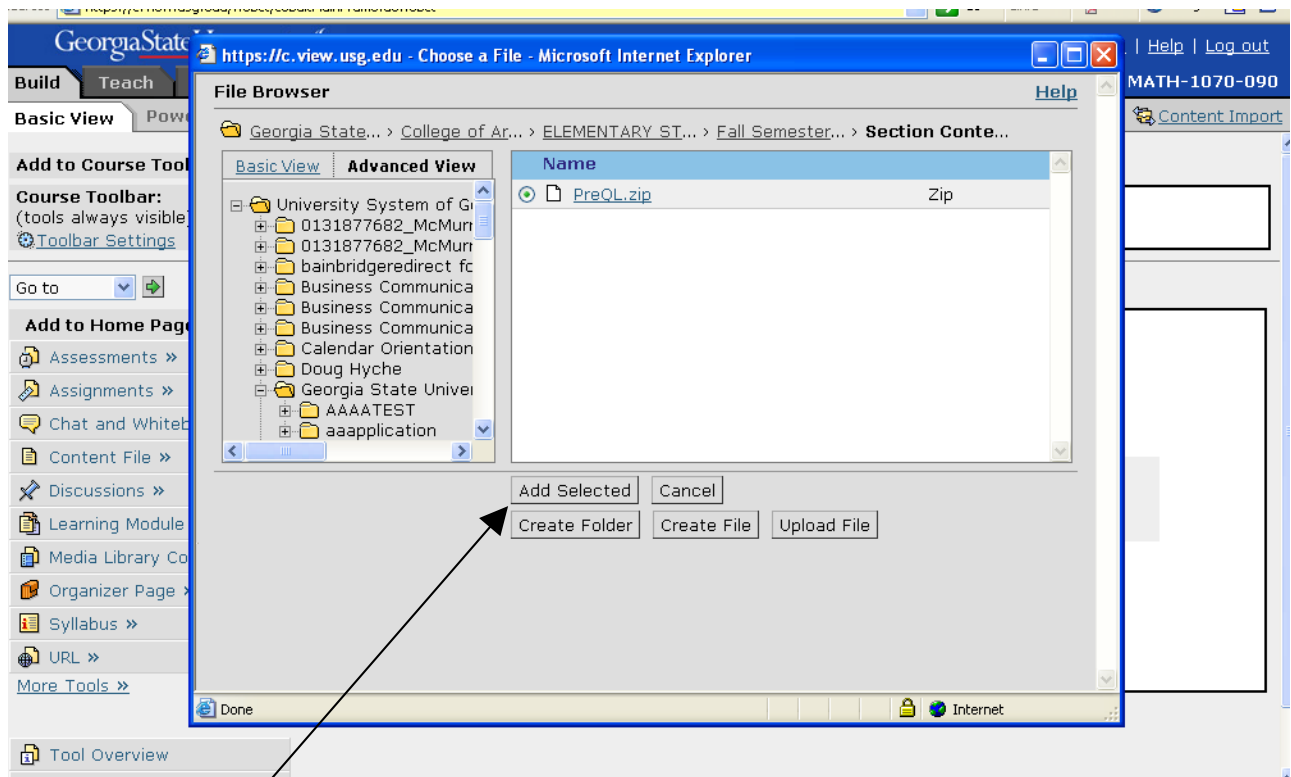 GeorgiaState
| Help | Log out
https://c.view.usg.edu - Choose a File - Microsoft Internet Explorer
Build Teach
MATH-1070-090
File Browser Help
Basic View Powe
Content Import
Georgia State... › College of Ar... › ELEMENTARY ST... › Fall Semester... › Section Conte...
Add to Course Tool
Basic View Advanced View
Name
Course Toolbar:
(tools always visible)
Toolbar Settings
PreQL.zip Zip
University System of G
0131877682_McMurr
0131877682_McMurr
bainbridgeredirect fo
Business Communica
Business Communica
Business Communica
Calendar Orientation
Doug Hyche
Georgia State Univer
AAAATEST
aaapplication
Go to
Add to Home Page
Assessments »
Assignments »
Chat and Whiteb
Content File »
Discussions »
Learning Module
Media Library Co
Organizer Page »
Syllabus »
URL »
More Tools »
Tool Overview
Add Selected Cancel
Create Folder Create File Upload File
Done Internet